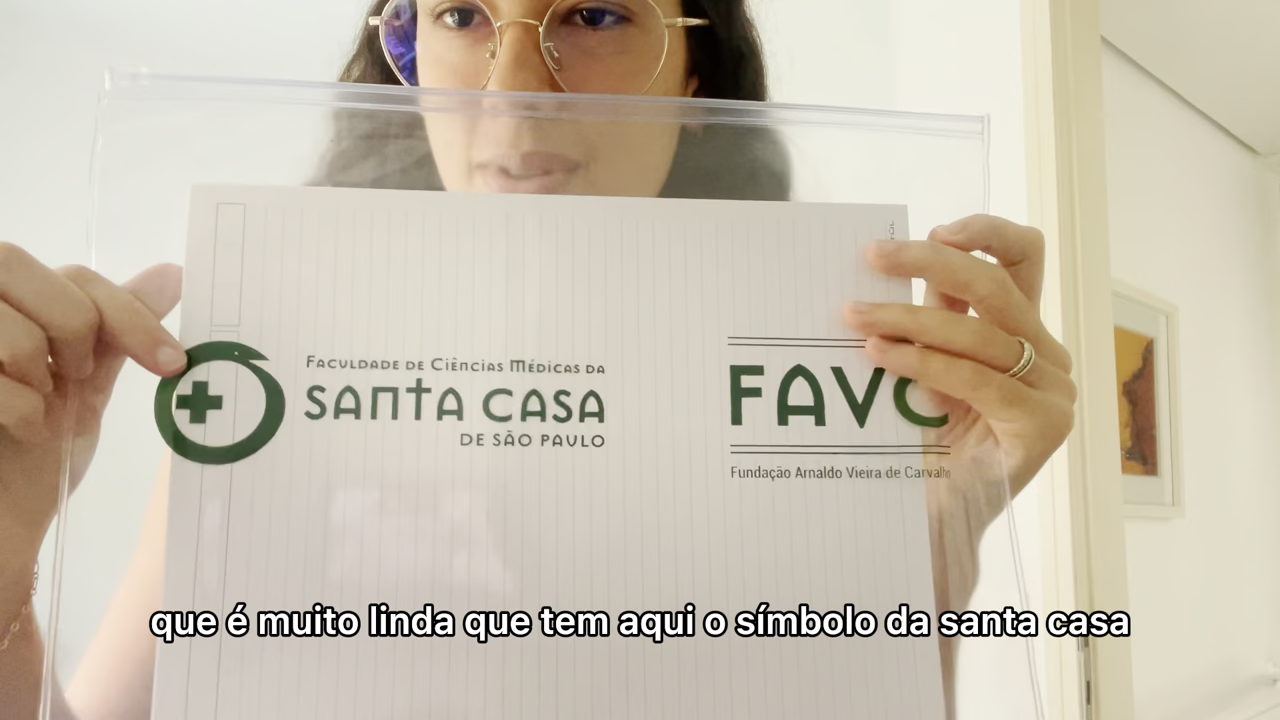 Faculdade de Ciências Médicas da
Santa Casa
de São Paulo
FAVC
Fundação Arnaldo Vieira de Carvalho
que é muito linda que tem aqui o símbolo da santa casa